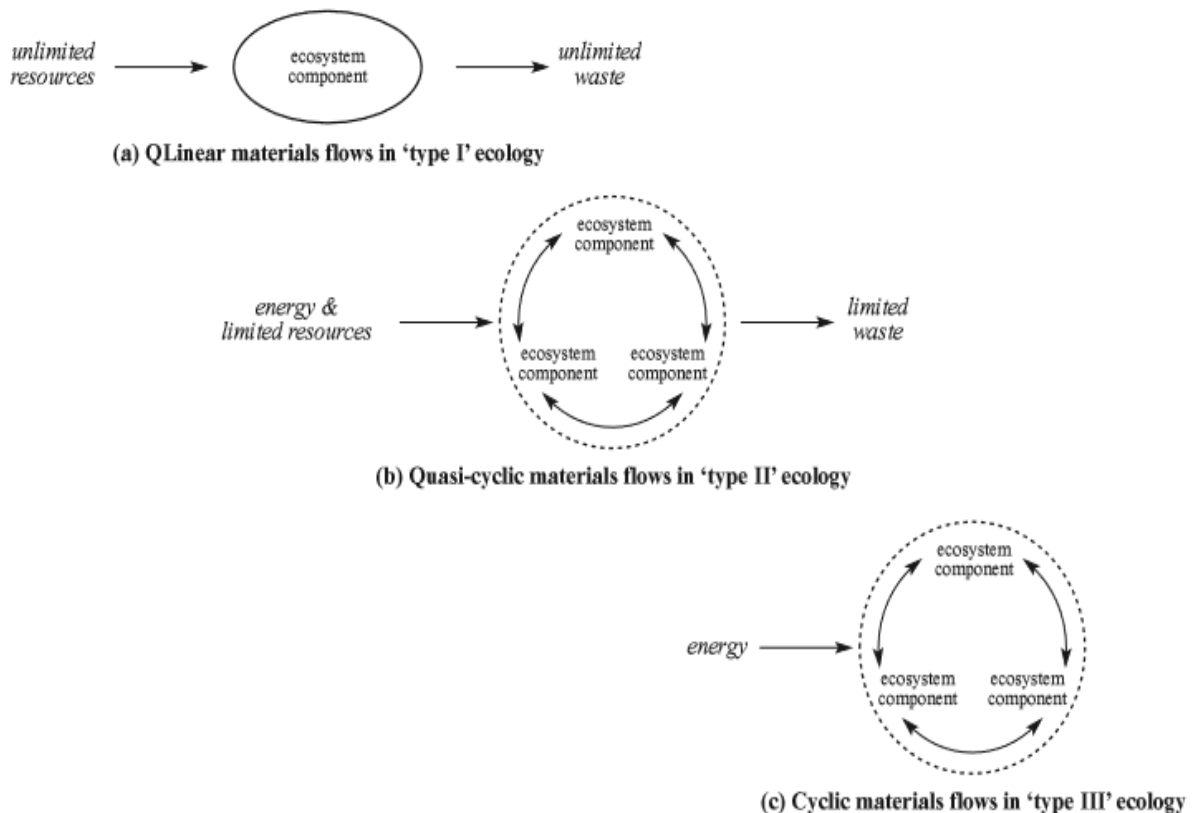 unlimited
resources
ecosystem
component
unlimited
waste
(a) QLinear materials flows in ‘type I’ ecology
ecosystem
component
energy &
limited resources
limited
waste
ecosystem
component
ecosystem
component
(b) Quasi-cyclic materials flows in ‘type II’ ecology
ecosystem
component
energy
ecosystem
component
ecosystem
component
(c) Cyclic materials flows in ‘type III’ ecology